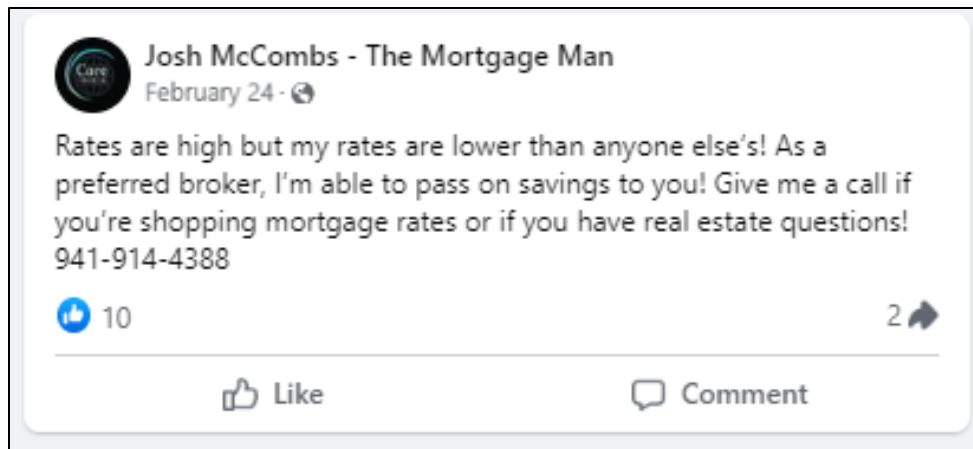 Core
Josh McCombs - The Mortgage Man
February 24 ·
Rates are high but my rates are lower than anyone else's! As a
preferred broker, I'm able to pass on savings to you! Give me a call if
you're shopping mortgage rates or if you have real estate questions!
941-914-4388
10
2
Like
Comment